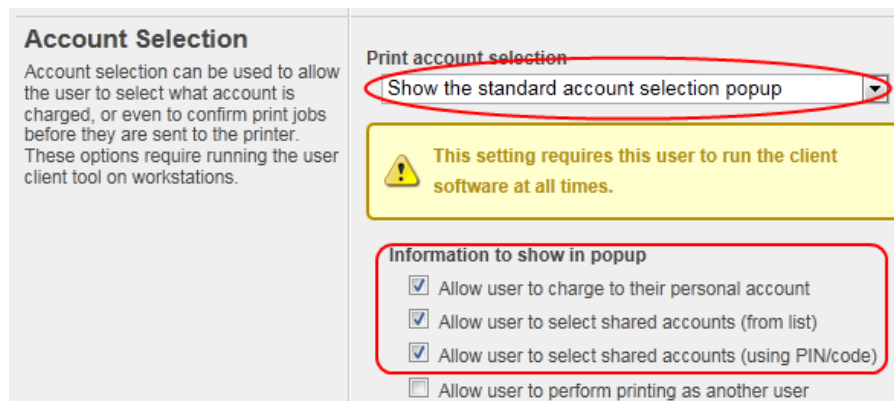 Account Selection
Account selection can be used to allow
the user to select what account is
charged, or even to confirm print jobs
before they are sent to the printer.
These options require running the user
client tool on workstations.
Print account selection
Show the standard account selection popup
This setting requires this user to run the client
software at all times.
Information to show in popup
Allow user to charge to their personal account
Allow user to select shared accounts (from list)
Allow user to select shared accounts (using PIN/code)
Allow user to perform printing as another user